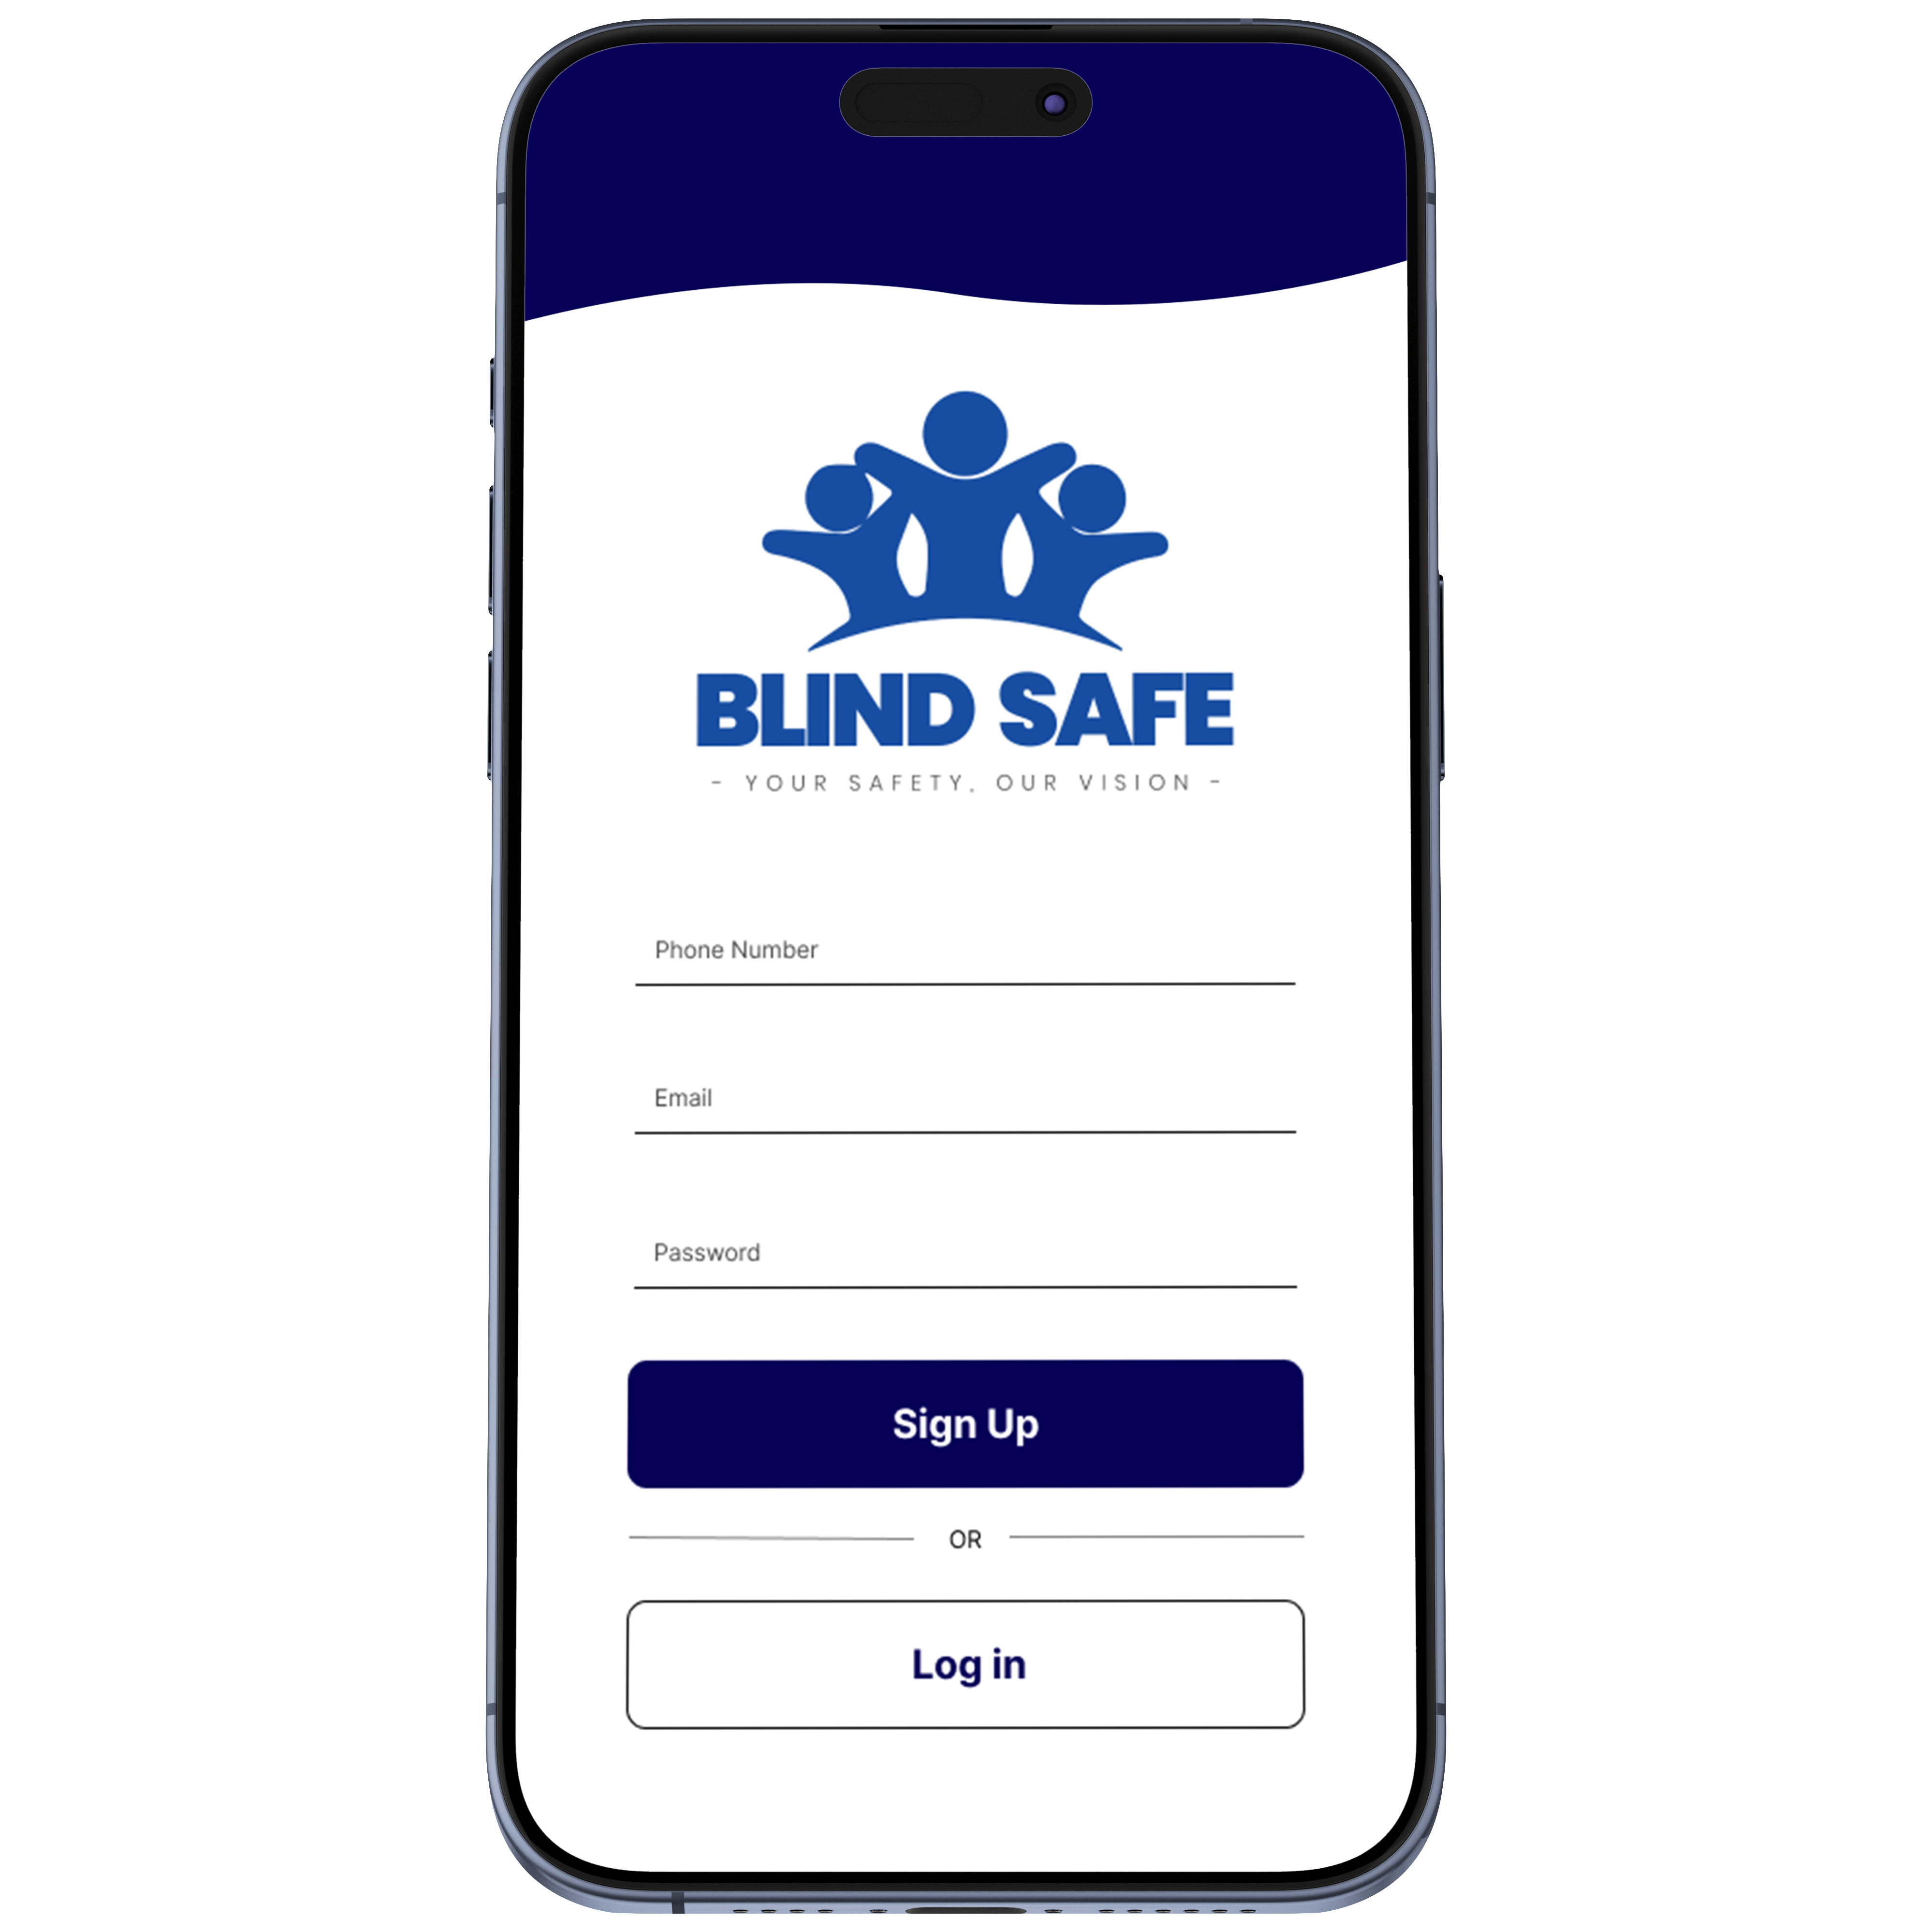 BLIND SAFE
- YOUR SAFETY, OUR VISION -
Phone Number
Email
Password
Sign Up
OR
Log in